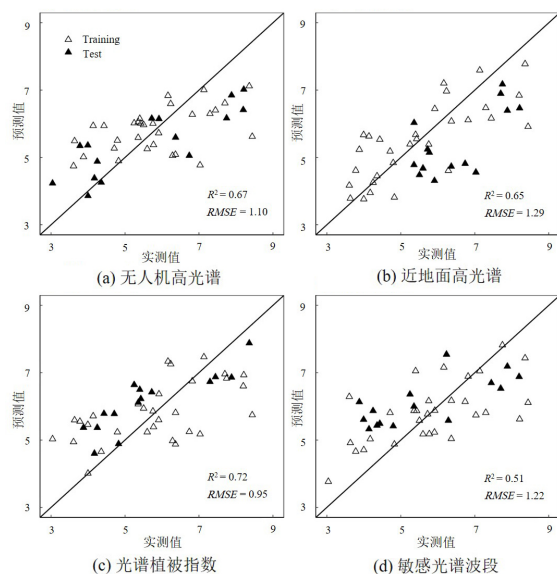 9
7
5
3
预测值
△ Training
▲ Test
R² = 0.67
RMSE = 1.10
3
5
7
9
实测值
(a) 无人机高光谱
9
7
5
3
预测值
R² = 0.65
RMSE = 1.29
3
5
7
9
实测值
(b) 近地面高光谱
9
7
5
3
预测值
R² = 0.72
RMSE = 0.95
3
5
7
9
实测值
(c) 光谱植被指数
9
7
5
3
预测值
R² = 0.51
RMSE = 1.22
3
5
7
9
实测值
(d) 敏感光谱波段